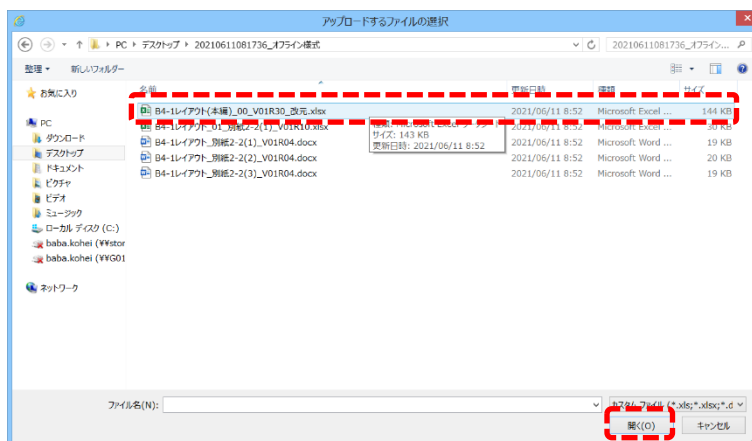 アップロードするファイルの選択
PC ▸ デスクトップ ▸ 20210611081736_オフライン様式
20210611081736_オフライン...
整理 新しいフォルダー
お気に入り
PC
ダウンロード
デスクトップ
ドキュメント
ピクチャ
ビデオ
ミュージック
ローカル ディスク (C:)
baba.kohei (¥¥stor
baba.kohei (¥¥G01
ネットワーク
名前 更新日時 種類 サイズ
B4-1レイアウト(本編)_00_V01R30_改元.xlsx 2021/06/11 8:52 Microsoft Excel ... 144 KB
B4-1レイアウト_01_別紙2-2(1)_V01R10.xlsx 2021/06/11 8:52 Microsoft Excel ... 30 KB
B4-1レイアウト_別紙2-2(1)_V01R04.docx 2021/06/11 8:52 Microsoft Word ... 19 KB
B4-1レイアウト_別紙2-2(2)_V01R04.docx 2021/06/11 8:52 Microsoft Word ... 20 KB
B4-1レイアウト_別紙2-2(3)_V01R04.docx 2021/06/11 8:52 Microsoft Word ... 19 KB
サイズ: 143 KB
更新日時: 2021/06/11 8:52
ファイル名(N):
カスタム ファイル (*.xls;*.xlsx;*.d
開く(O) キャンセル